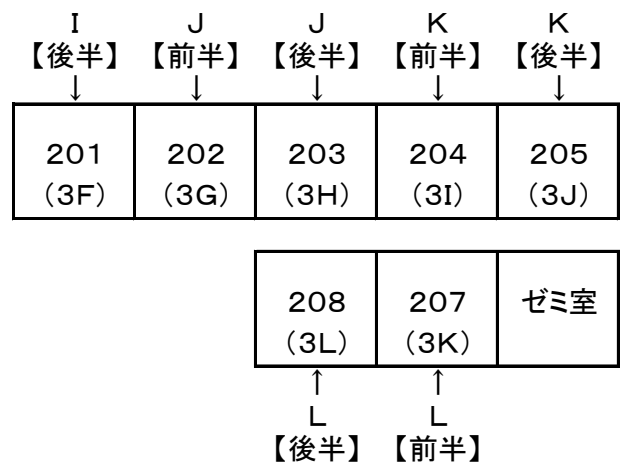 I J J K K
【後半】 【前半】 【後半】 【前半】 【後半】
↓ ↓ ↓ ↓ ↓
201 202 203 204 205
(3F) (3G) (3H) (3I) (3J)
208 207 ゼミ室
(3L) (3K)
↑ ↑
L L
【後半】 【前半】